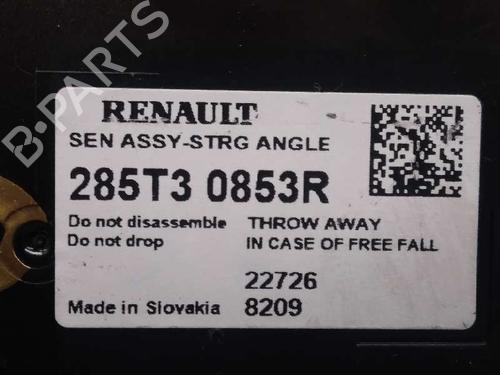 RENAULT
SEN ASSY-STRG ANGLE
285T3 0853R
Do not disassemble THROW AWAY
Do not drop IN CASE OF FREE FALL
22726
Made in Slovakia 8209
B-PARTS